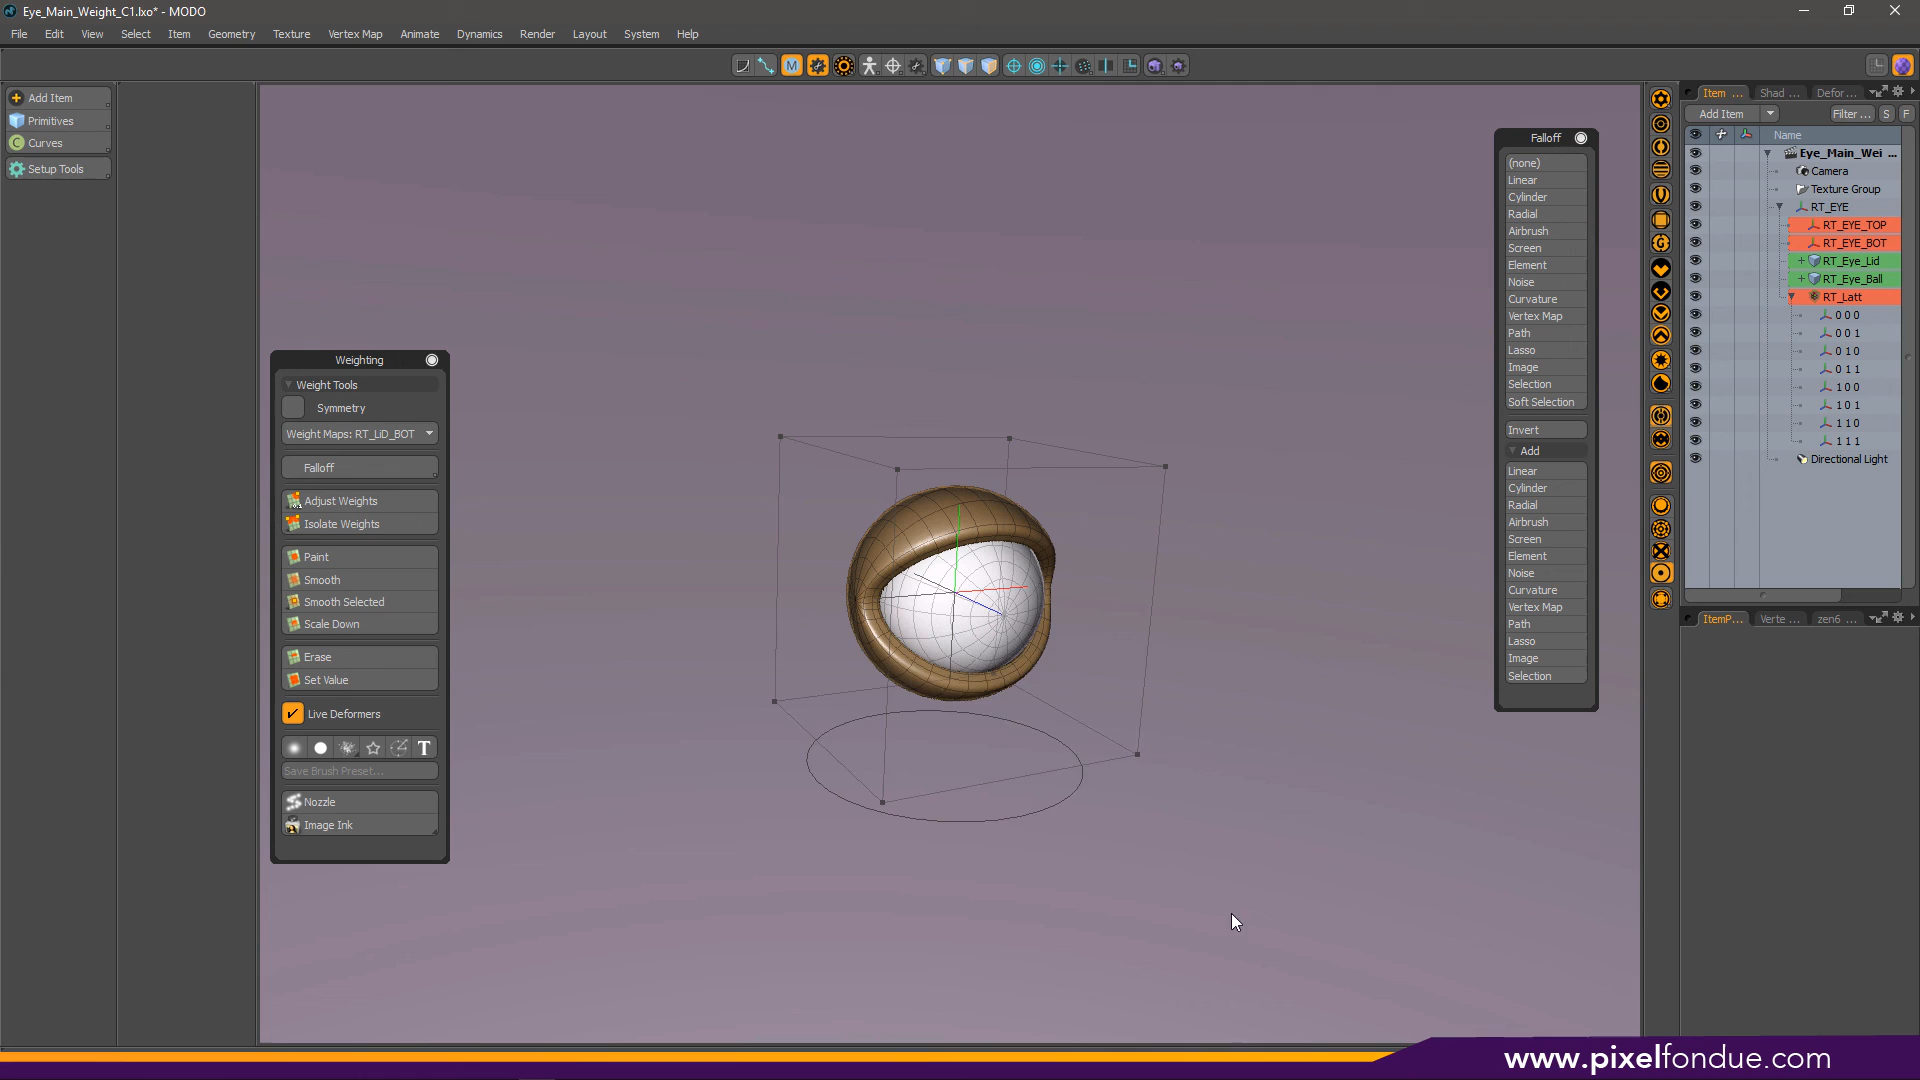 Eye_Main_Weight_C1.lxo* - MODO
File Edit View Select Item Geometry Texture Vertex Map Animate Dynamics Render Layout System Help
Add Item
Primitives
Curves
Setup Tools
Weighting
Weight Tools
Symmetry
Weight Maps: RT_LiD_BOT
Falloff
Adjust Weights
Isolate Weights
Paint
Smooth
Smooth Selected
Scale Down
Erase
Set Value
Live Deformers
T
Save Brush Preset...
Nozzle
Image Ink
Falloff
(none)
Linear
Cylinder
Radial
Airbrush
Screen
Element
Noise
Curvature
Vertex Map
Path
Lasso
Image
Selection
Soft Selection
Invert
Add
Linear
Cylinder
Radial
Airbrush
Screen
Element
Noise
Curvature
Vertex Map
Path
Lasso
Image
Selection
Item ... Shad ... Defor...
Add Item Filter ... S F
Name
Eye_Main_Wei ...
Camera
Texture Group
RT_EYE
RT_EYE_TOP
RT_EYE_BOT
RT_Eye_Lid
RT_Eye_Ball
RT_Latt
0 0 0
0 0 1
0 1 0
0 1 1
1 0 0
1 0 1
1 1 0
1 1 1
Directional Light
ItemP... Verte ... zen6 ...
www.pixelfondue.com